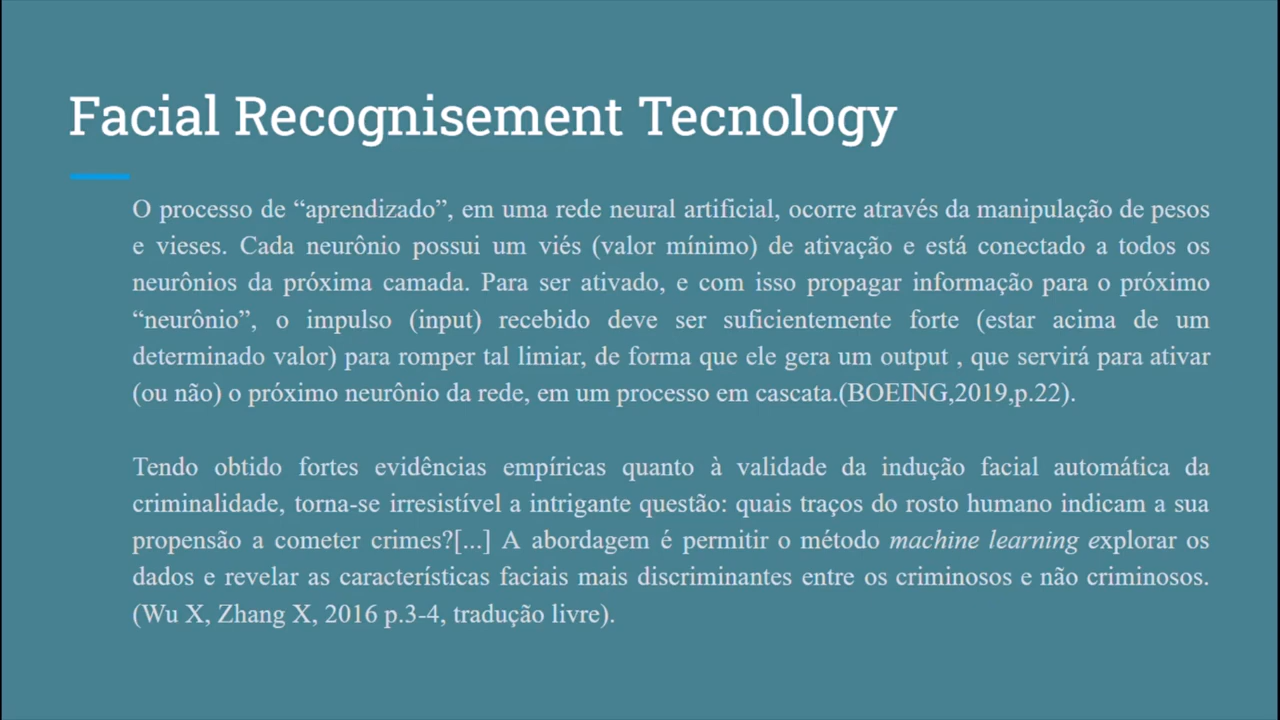 Facial Recognisement Tecnology
O processo de “aprendizado”, em uma rede neural artificial, ocorre através da manipulação de pesos
e vieses. Cada neurônio possui um viés (valor mínimo) de ativação e está conectado a todos os
neurônios da próxima camada. Para ser ativado, e com isso propagar informação para o próximo
“neurônio”, o impulso (input) recebido deve ser suficientemente forte (estar acima de um
determinado valor) para romper tal limiar, de forma que ele gera um output , que servirá para ativar
(ou não) o próximo neurônio da rede, em um processo em cascata.(BOEING,2019,p.22).
Tendo obtido fortes evidências empíricas quanto à validade da indução facial automática da
criminalidade, torna-se irresistível a intrigante questão: quais traços do rosto humano indicam a sua
propensão a cometer crimes?[...] A abordagem é permitir o método machine learning explorar os
dados e revelar as características faciais mais discriminantes entre os criminosos e não criminosos.
(Wu X, Zhang X, 2016 p.3-4, tradução livre).